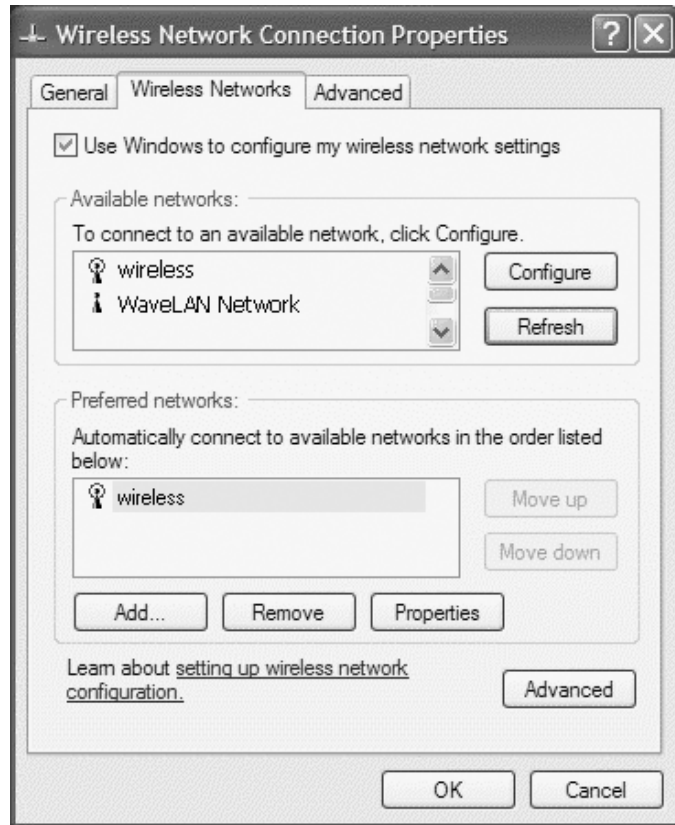 Wireless Network Connection Properties
General Wireless Networks Advanced
Use Windows to configure my wireless network settings
Available networks:
To connect to an available network, click Configure.
wireless
WaveLAN Network
Configure
Refresh
Preferred networks:
Automatically connect to available networks in the order listed
below:
wireless
Move up
Move down
Add... Remove Properties
Learn about setting up wireless network
configuration.
Advanced
OK Cancel